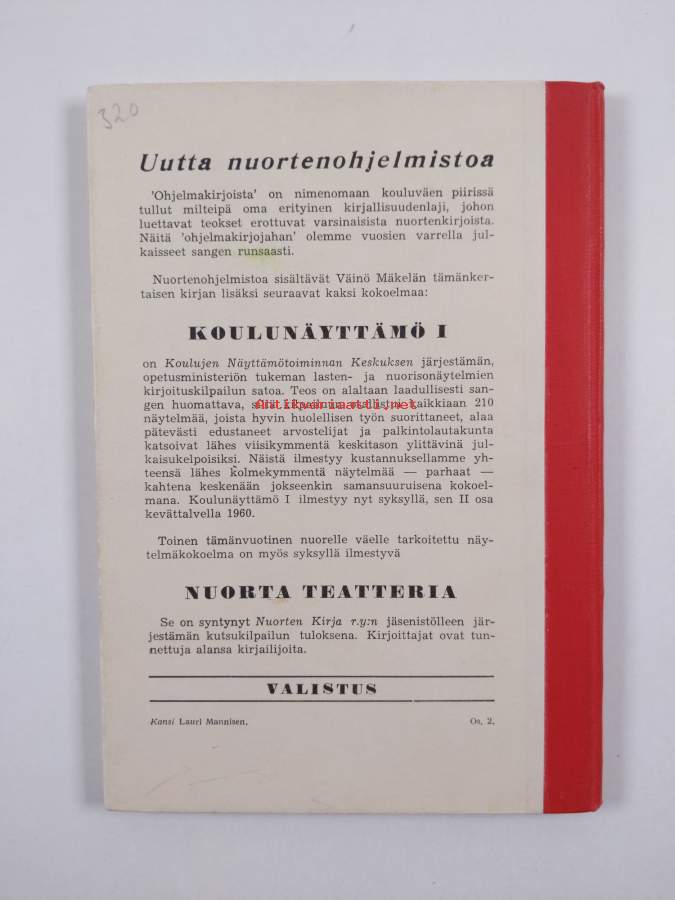 320
Uutta nuortenohjelmistoa
'Ohjelmakirjoista' on nimenomaan kouluväen piirissä
tullut milteipä oma erityinen kirjallisuudenlaji, johon
luettavat teokset erottuvat varsinaisista nuortenkirjoista.
Näitä 'ohjelmakirjojahan' olemme vuosien varrella jul-
kaisseet sangen runsaasti.
Nuortenohjelmistoa sisältävät Väinö Mäkelän tämänker-
taisen kirjan lisäksi seuraavat kaksi kokoelmaa:
KOULUNÄYTTÄMÖ I
on Koulujen Näyttämötoiminnan Keskuksen järjestämän,
opetusministeriön tukeman lasten- ja nuorisonäytelmien
kirjoituskilpailun satoa. Teos on alaltaan laadullisesti san-
gen huomattava, sillä kaikkiaan 210
Antikvariaatti.net
näytelmää, joista hyvin huolellisen työn suorittaneet, alaa
pätevästi edustaneet arvostelijat ja palkintolautakunta
katsoivat lähes viisikymmentä keskitason ylittävinä jul-
kaisukelpoisiksi. Näistä ilmestyy kustannuksellamme yh-
teensä lähes kolmekymmentä näytelmää — parhaat —
kahtena keskenään jokseenkin samansuuruisena kokoel-
mana. Koulunäyttämö I ilmestyy nyt syksyllä, sen II osa
kevättalvella 1960.
Toinen tämänvuotinen nuorelle väelle tarkoitettu näy-
telmäkokoelma on myös syksyllä ilmestyvä
NUORTA TEATTERIA
Se on syntynyt Nuorten Kirja r.y:n jäsenistölleen jär-
jestämän kutsukilpailun tuloksena. Kirjoittajat ovat tun-
nettuja alansa kirjailijoita.
VALISTUS
Kansi Lauri Mannisen. Os. 2.